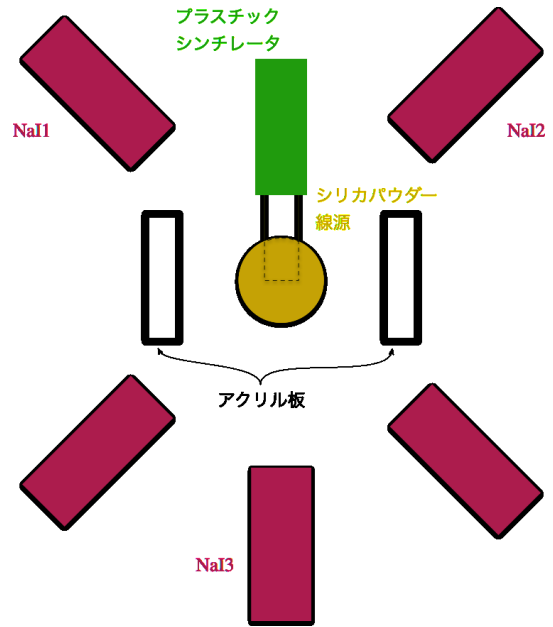 プラスチック
シンチレータ
NaI1
NaI2
シリカパウダー
線源
アクリル板
NaI3